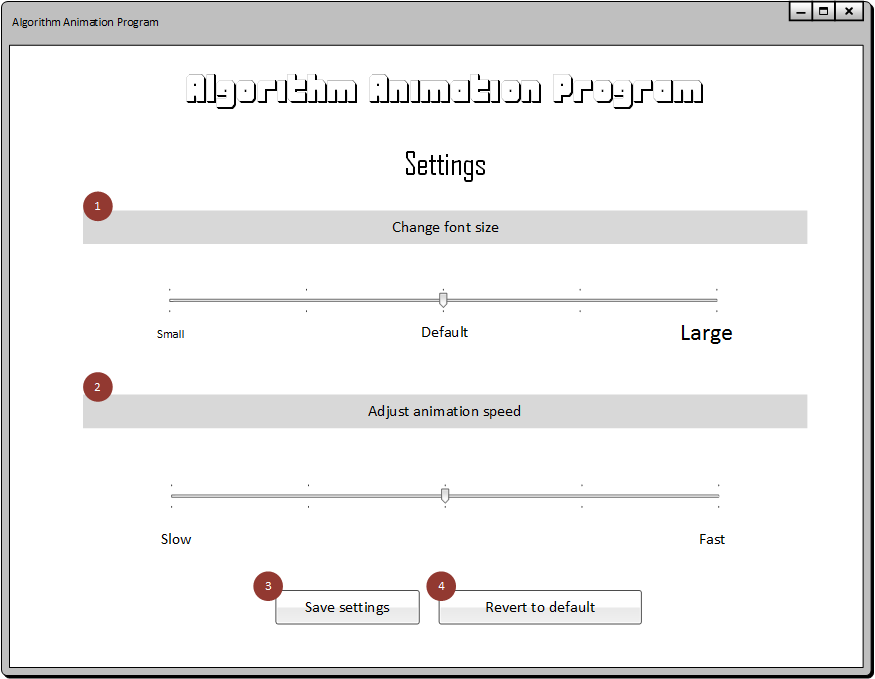 Algorithm Animation Program
Algorithm Animation Program
Settings
1
Change font size
Small Default Large
2
Adjust animation speed
Slow Fast
3 4
Save settings Revert to default